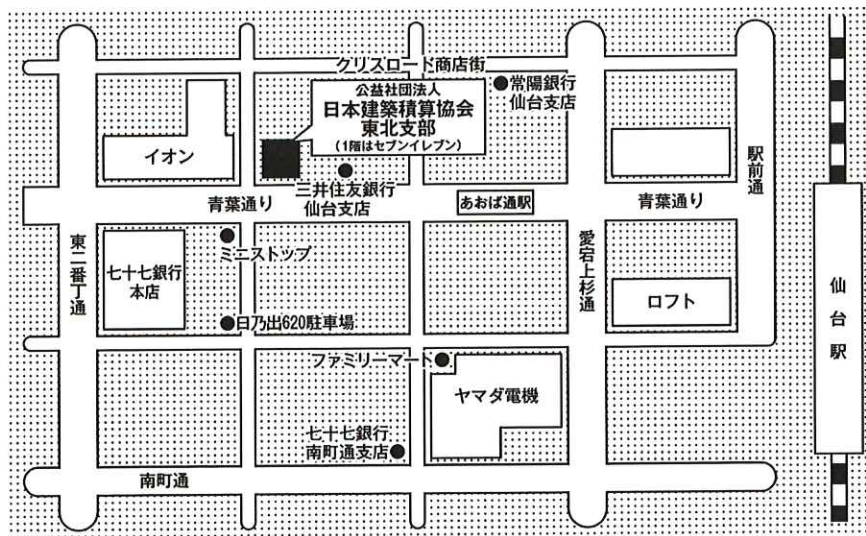 クリスロード商店街
公益社団法人
日本建築積算協会
東北支部
(1階はセブンイレブン)
常陽銀行
仙台支店
イオン
三井住友銀行
仙台支店
青葉通り
あおば通駅
青葉通り
駅前通
東二番丁通
七十七銀行
本店
ミニストップ
愛宕上杉通
ロフト
仙台駅
日乃出620駐車場
ファミリーマート
ヤマダ電機
七十七銀行
南町通支店
南町通